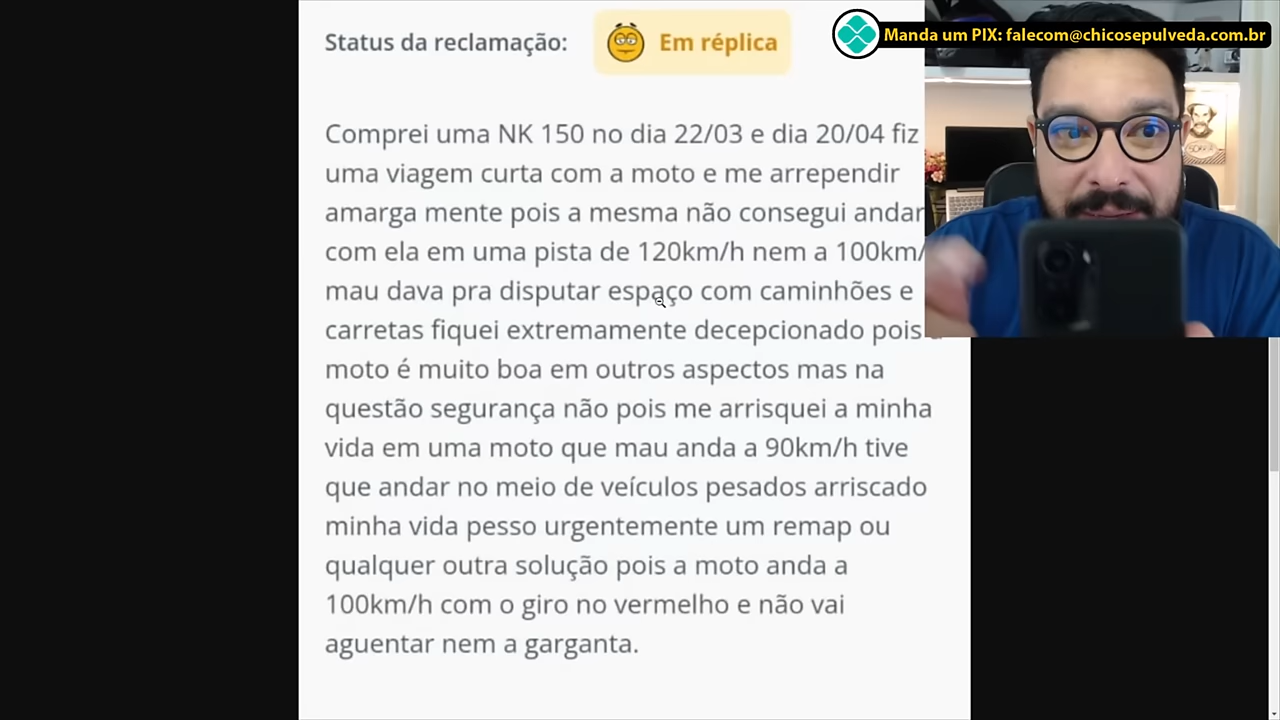 Status da reclamação:
Em réplica
Manda um PIX: falecom@chicosepulveda.com.br
Comprei uma NK 150 no dia 22/03 e dia 20/04 fiz
uma viagem curta com a moto e me arrependir
amarga mente pois a mesma não consegui andar
com ela em uma pista de 120km/h nem a 100km/
mau dava pra disputar espaço com caminhões e
carretas fiquei extremamente decepcionado pois a
moto é muito boa em outros aspectos mas na
questão segurança não pois me arrisquei a minha
vida em uma moto que mau anda a 90km/h tive
que andar no meio de veículos pesados arriscado
minha vida pesso urgentemente um remap ou
qualquer outra solução pois a moto anda a
100km/h com o giro no vermelho e não vai
aguentar nem a garganta.